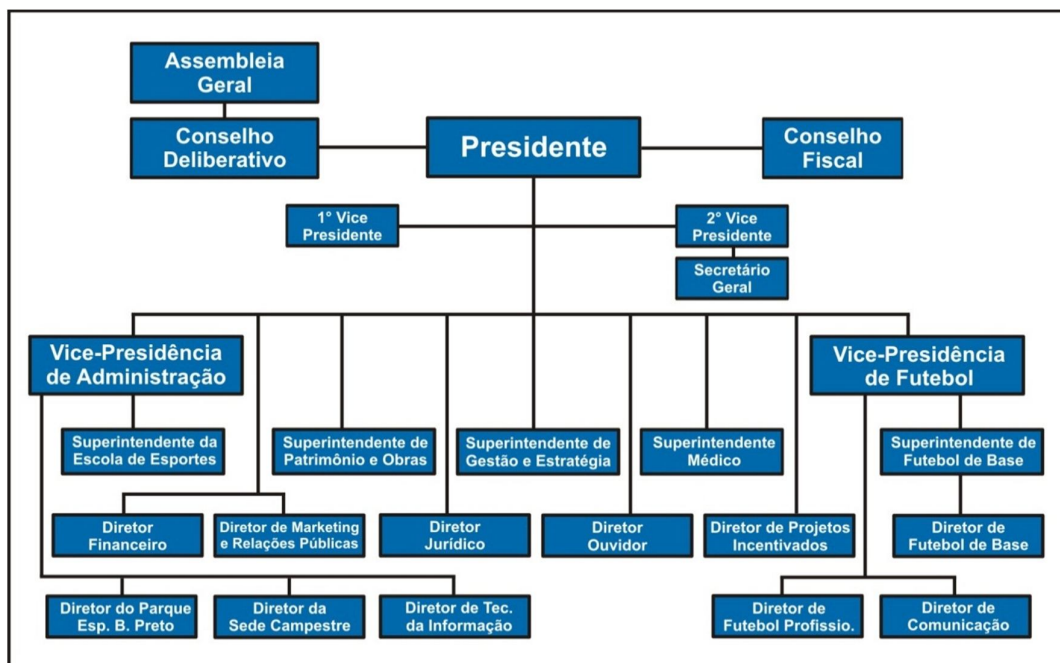 Assembleia
Geral
Conselho
Deliberativo
Presidente
Conselho
Fiscal
1° Vice
Presidente
2° Vice
Presidente
Secretário
Geral
Vice-Presidência
de Administração
Vice-Presidência
de Futebol
Superintendente da
Escola de Esportes
Superintendente de
Patrimônio e Obras
Superintendente de
Gestão e Estratégia
Superintendente
Médico
Superintendente de
Futebol de Base
Diretor
Financeiro
Diretor de Marketing
e Relações Públicas
Diretor
Jurídico
Diretor
Ouvidor
Diretor de Projetos
Incentivados
Diretor de
Futebol de Base
Diretor do Parque
Esp. B. Preto
Diretor da
Sede Campestre
Diretor de Tec.
da Informação
Diretor de
Futebol Profissio.
Diretor de
Comunicação